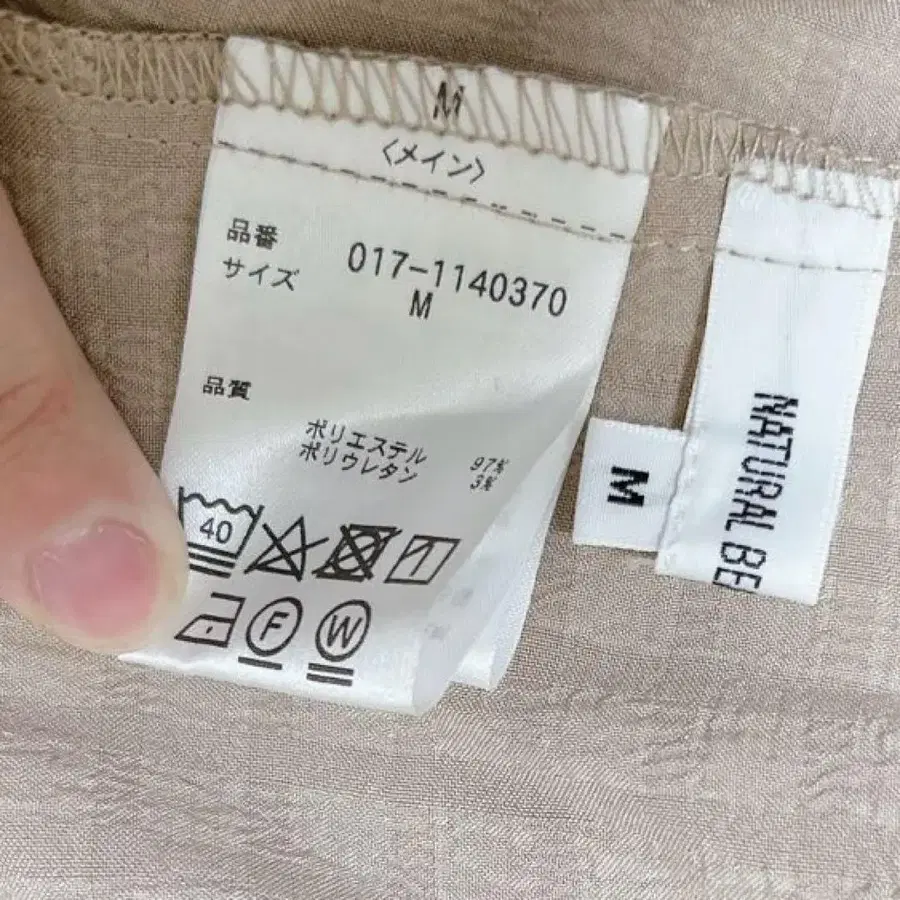 M
〈メイン〉
品番 017-1140370
サイズ M
品質
ポリエステル 97%
ポリウレタン 3%
40
F
W
M
NATURAL BE